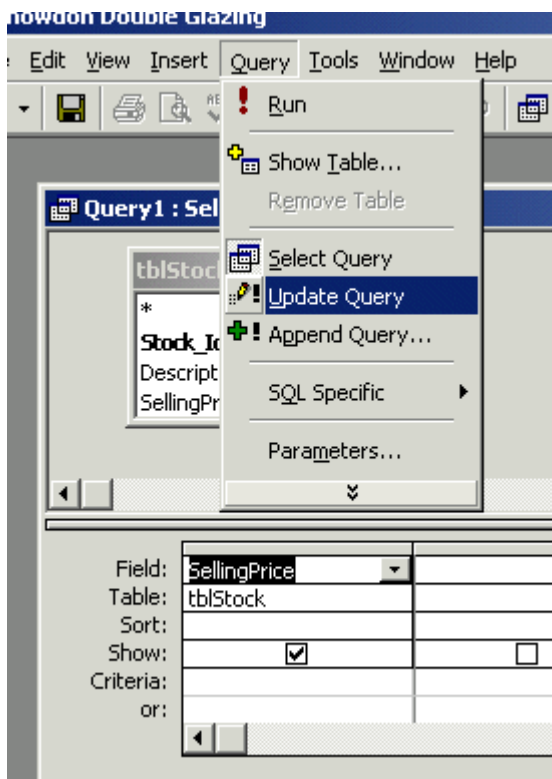 nowdon Double Glazing
Edit View Insert Query Tools Window Help
Run
Show Table...
Remove Table
Query1 : Sel
Select Query
tblStoc
Update Query
*
Append Query...
Stock_Id
Descript
SQL Specific
SellingPr
Parameters...
Field: SellingPrice
Table: tblStock
Sort:
Show:
Criteria:
or: